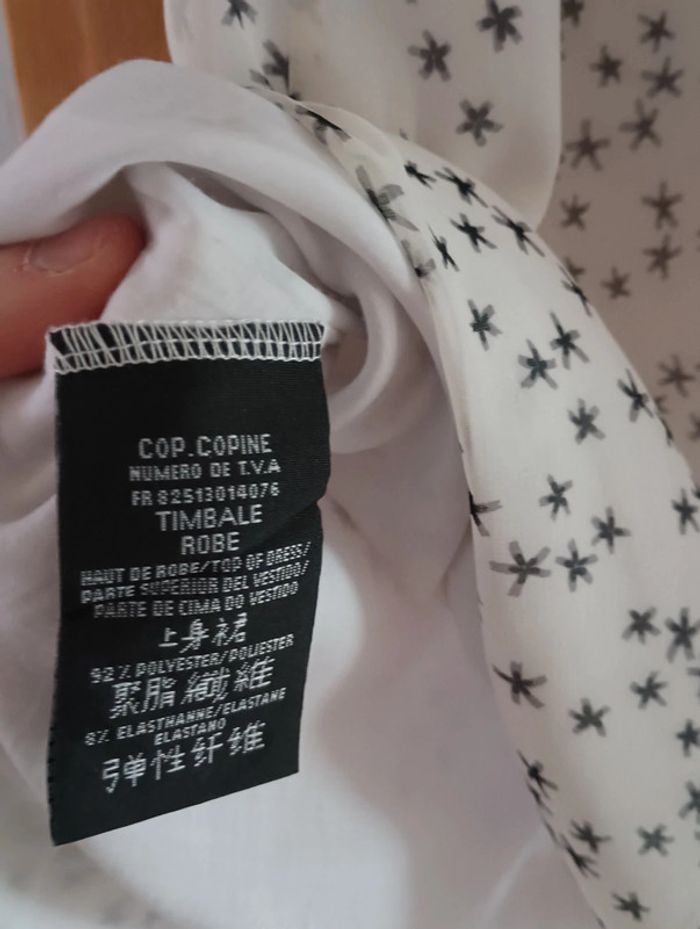 COP.COPINE
NUMERO DE T.V.A
FR 82513014076
TIMBALE
ROBE
HAUT DE ROBE/TOP OF DRESS/
PARTE SUPERIOR DEL VESTIDO/
PARTE DE CIMA DO VESTIDO
上身裙
92% POLYESTER/POLIESTER
聚脂纖維
8% ELASTHANNE/ELASTANE
ELASTANO
弹性纤维